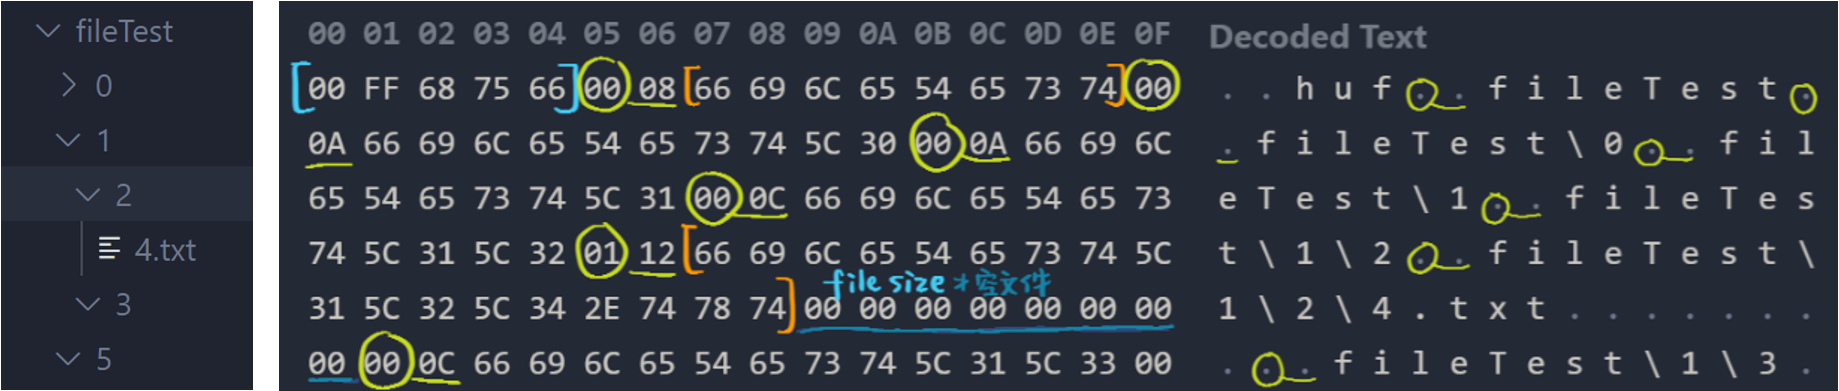 fileTest
0
1
2
4.txt
3
5
00 01 02 03 04 05 06 07 08 09 0A 0B 0C 0D 0E 0F Decoded Text
00 FF 68 75 66 00 08 66 69 6C 65 54 65 73 74 00 . . h u f . . f i l e T e s t .
0A 66 69 6C 65 54 65 73 74 5C 30 00 0A 66 69 6C . f i l e T e s t \ 0 . . f i l
65 54 65 73 74 5C 31 00 0C 66 69 6C 65 54 65 73 e T e s t \ 1 . . f i l e T e s
74 5C 31 5C 32 01 12 66 69 6C 65 54 65 73 74 5C t \ 1 \ 2 . . f i l e T e s t \
file size 空文件
31 5C 32 5C 34 2E 74 78 74 00 00 00 00 00 00 00 1 \ 2 \ 4 . t x t . . . . . . .
00 00 0C 66 69 6C 65 54 65 73 74 5C 31 5C 33 00 . . . f i l e T e s t \ 1 \ 3 .